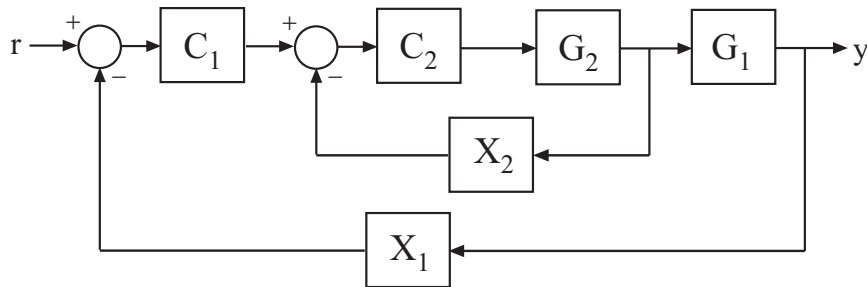 r + − C₁ + − C₂ G₂ G₁ y
X₂
X₁